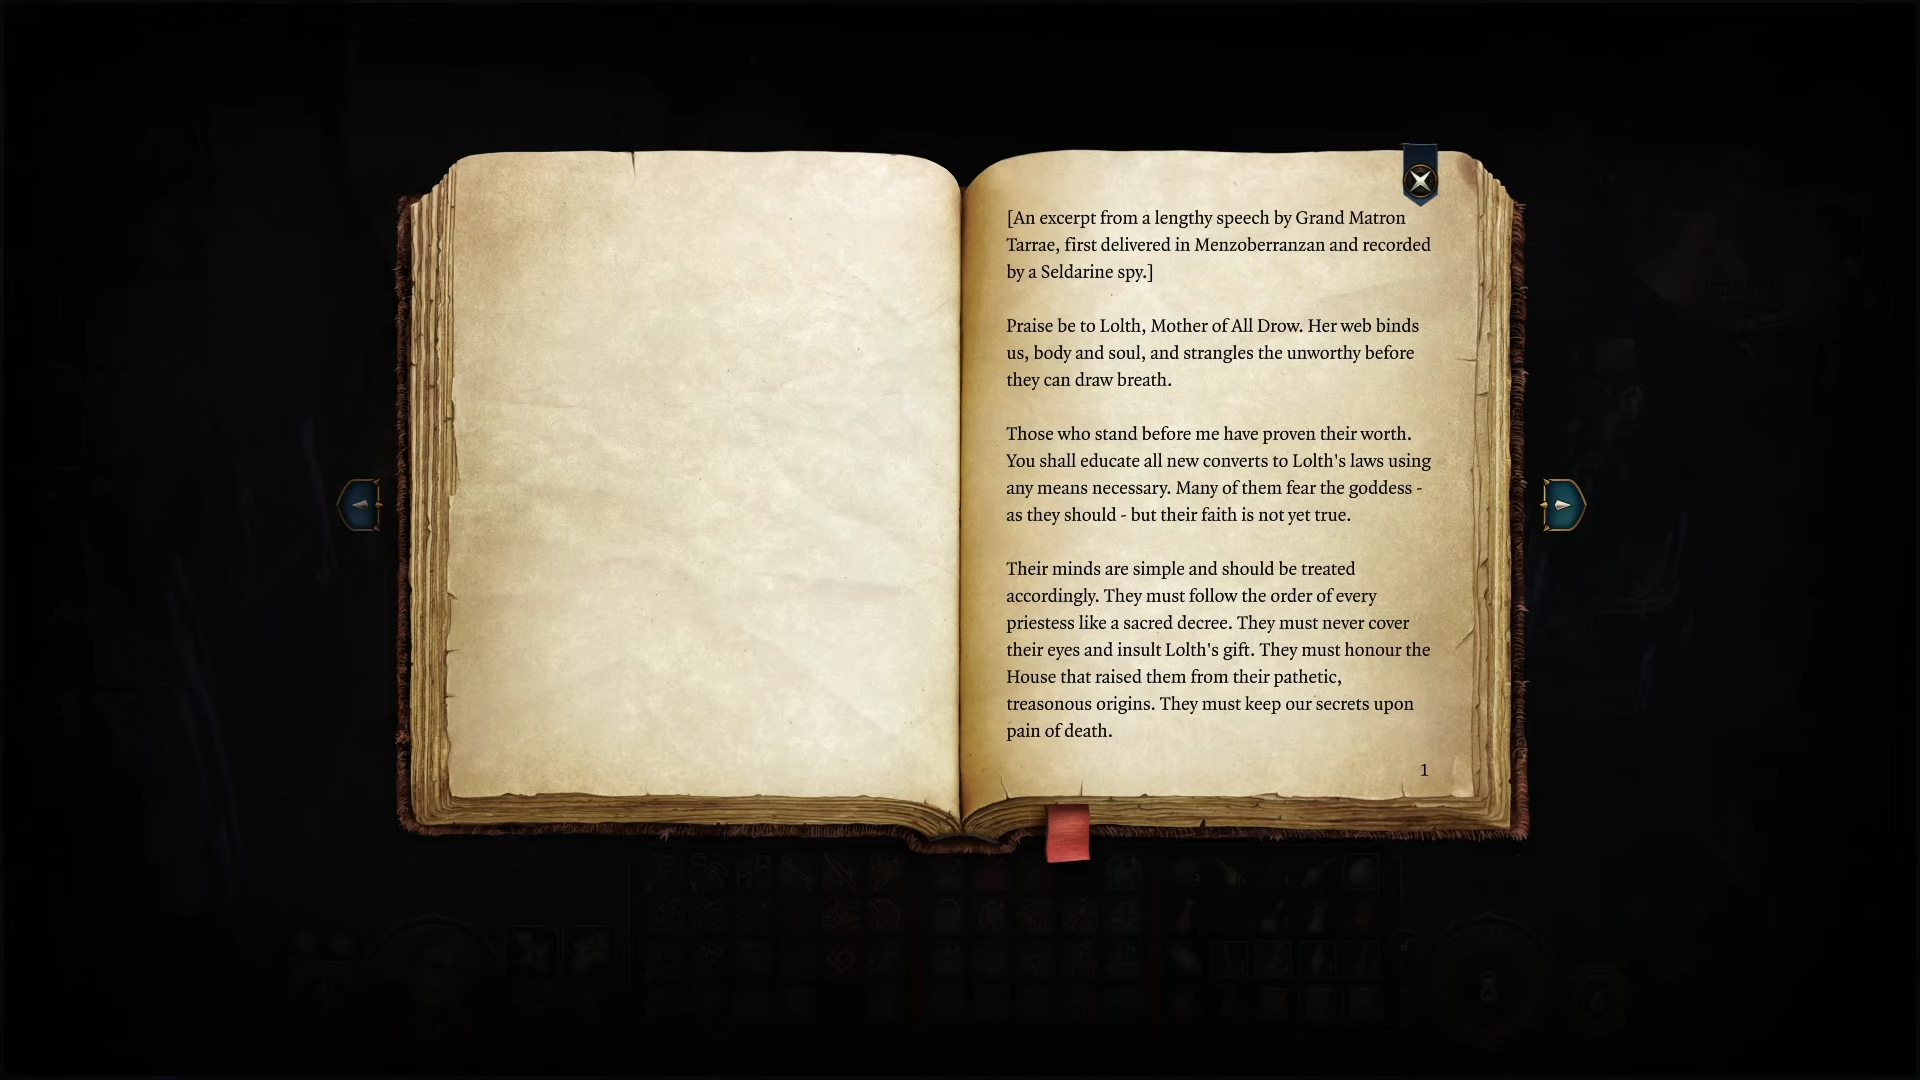 [An excerpt from a lengthy speech by Grand Matron
Tarrae, first delivered in Menzoberranzan and recorded
by a Seldarine spy.]
Praise be to Lolth, Mother of All Drow. Her web binds
us, body and soul, and strangles the unworthy before
they can draw breath.
Those who stand before me have proven their worth.
You shall educate all new converts to Lolth's laws using
any means necessary. Many of them fear the goddess -
as they should - but their faith is not yet true.
Their minds are simple and should be treated
accordingly. They must follow the order of every
priestess like a sacred decree. They must never cover
their eyes and insult Lolth's gift. They must honour the
House that raised them from their pathetic,
treasonous origins. They must keep our secrets upon
pain of death.
1